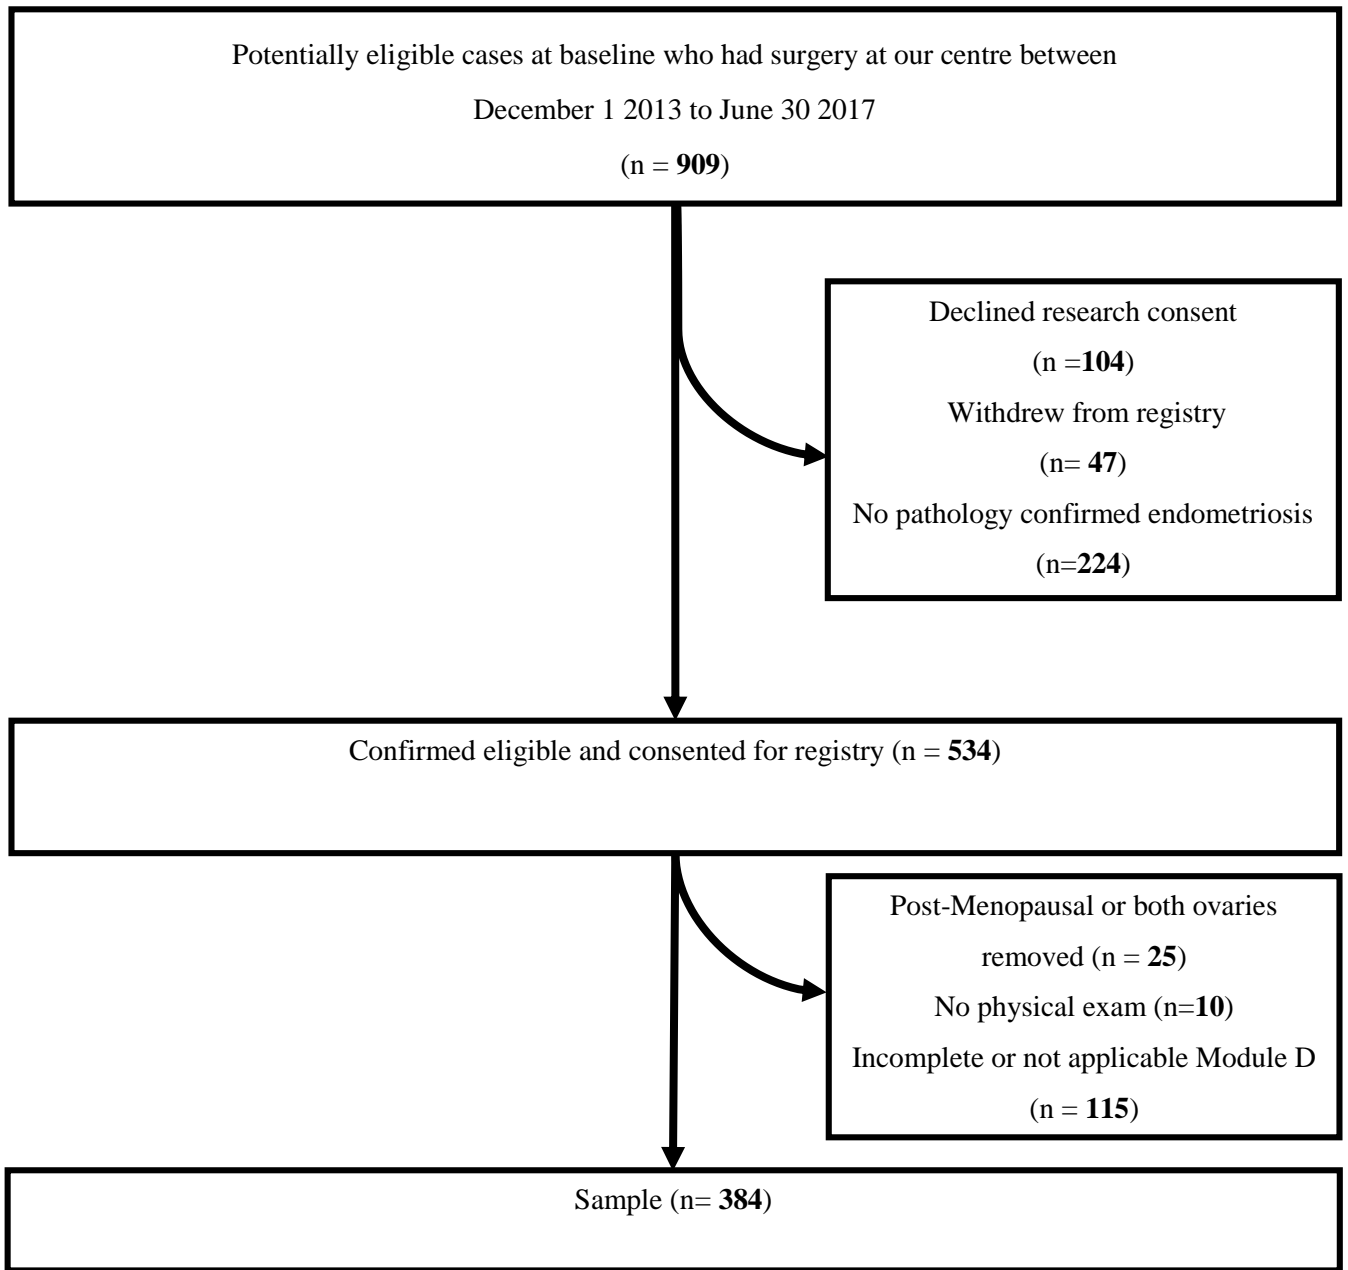 Potentially eligible cases at baseline who had surgery at our centre between
December 1 2013 to June 30 2017
(n = 909)
Declined research consent
(n =104)
Withdrew from registry
(n= 47)
No pathology confirmed endometriosis
(n=224)
Confirmed eligible and consented for registry (n = 534)
Post-Menopausal or both ovaries
removed (n = 25)
No physical exam (n=10)
Incomplete or not applicable Module D
(n = 115)
Sample (n= 384)